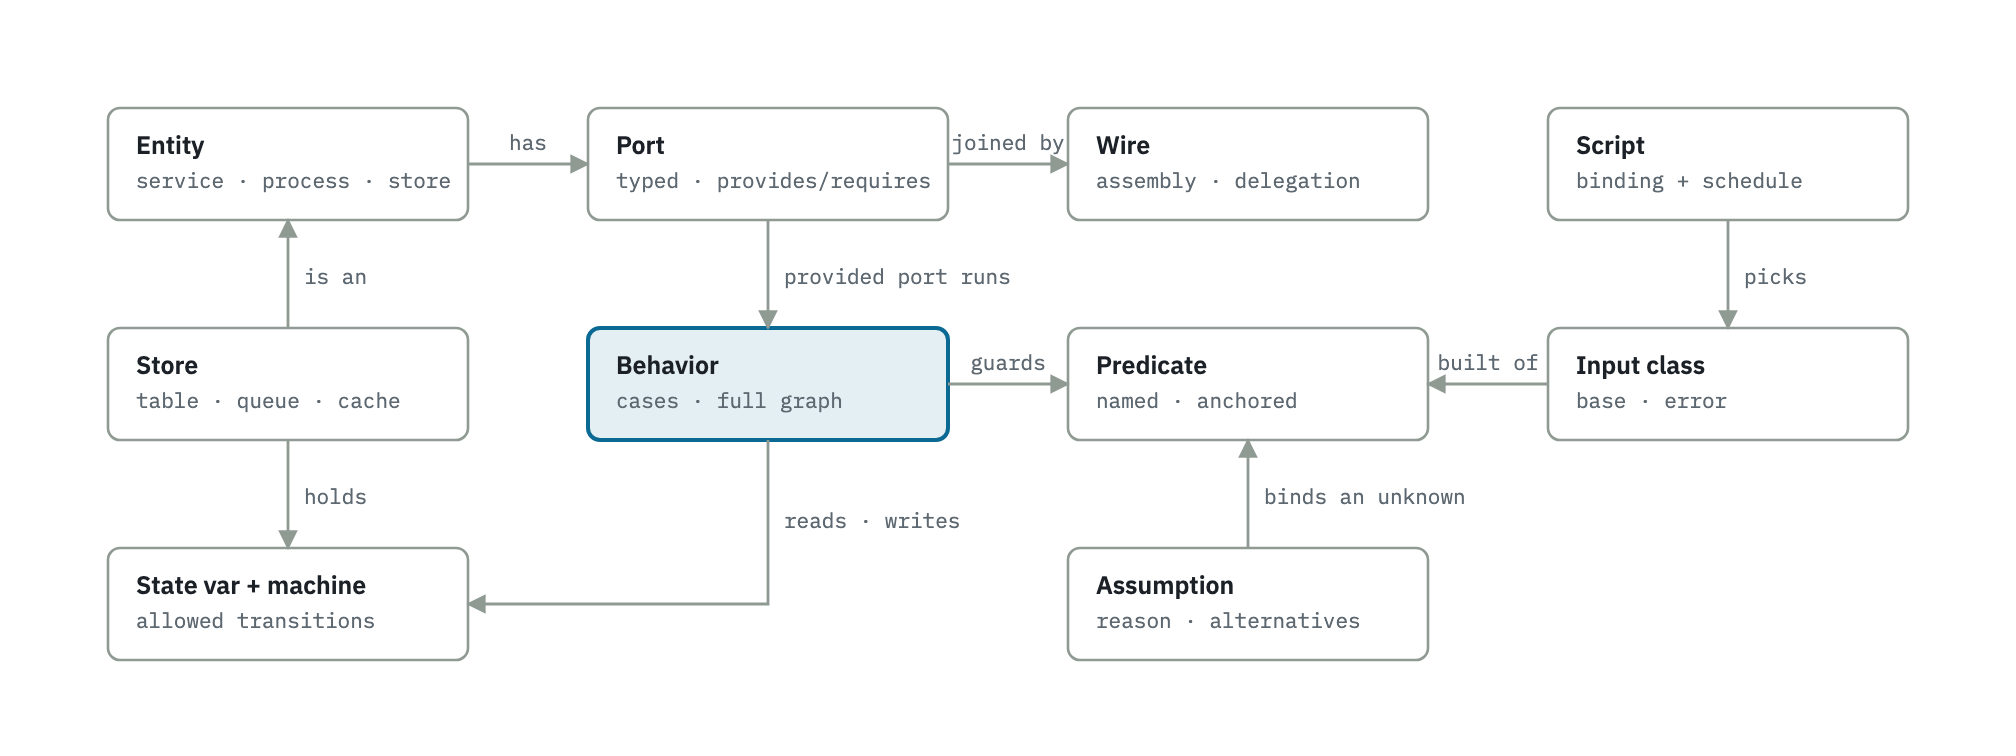 Entity
service · process · store
has
Port
typed · provides/requires
joined by
Wire
assembly · delegation
Script
binding + schedule
is an
provided port runs
picks
Store
table · queue · cache
Behavior
cases · full graph
guards
Predicate
named · anchored
built of
Input class
base · error
holds
reads · writes
binds an unknown
State var + machine
allowed transitions
Assumption
reason · alternatives